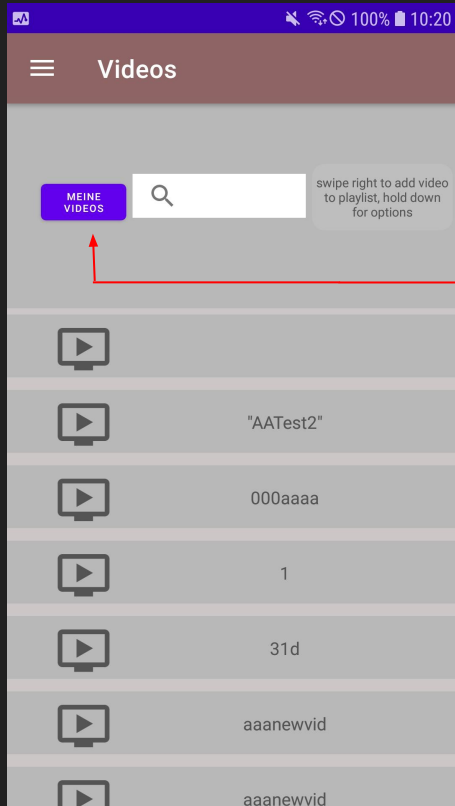 100% 10:20
Videos
MEINE
VIDEOS
swipe right to add video
to playlist, hold down
for options
"AATest2"
000aaaa
1
31d
aaanewvid
aaanewvid